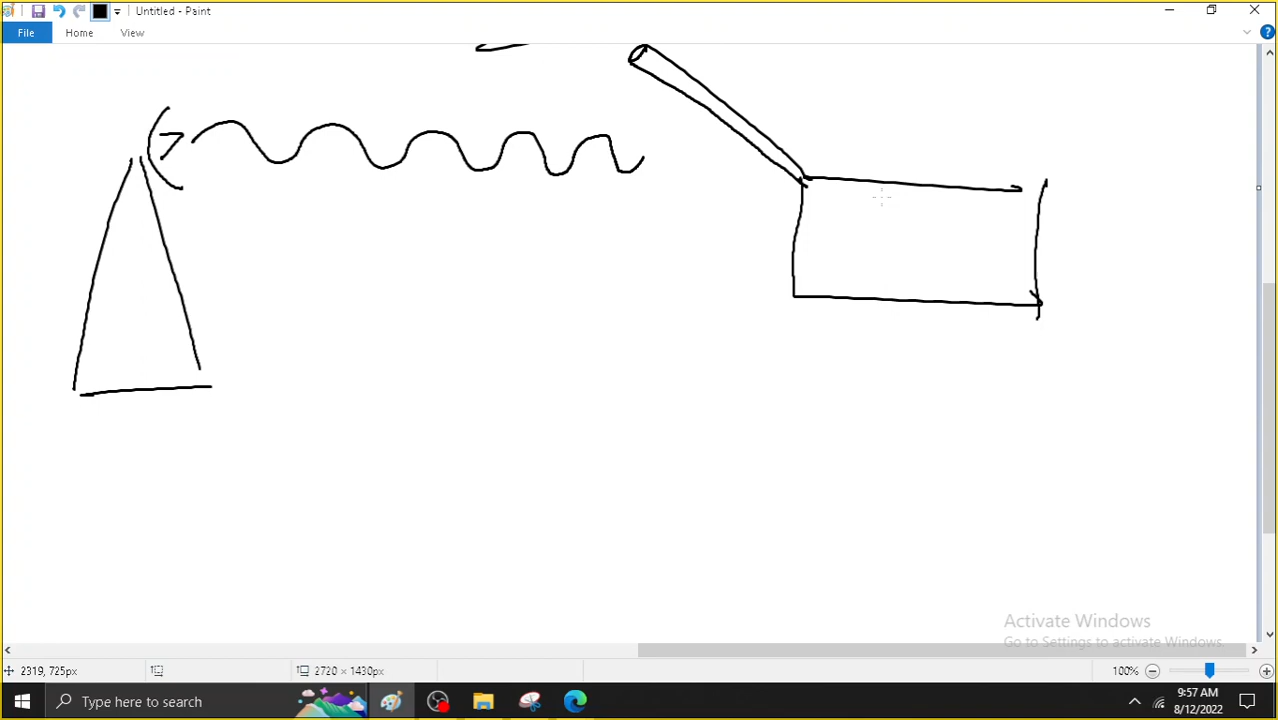 Untitled - Paint
File Home View
Activate Windows
Go to Settings to activate Windows.
2319, 725px 2720 × 1430px 100%
Type here to search
9:57 AM
8/12/2022